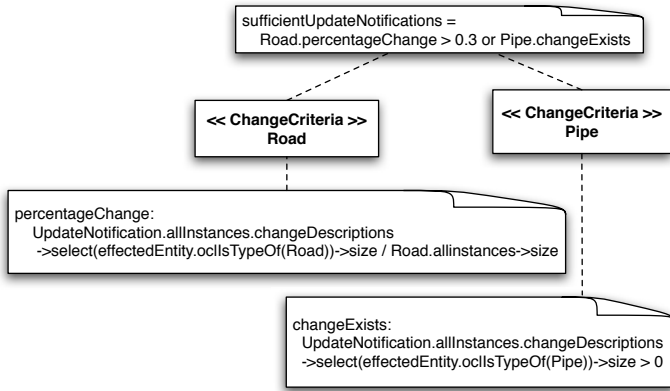 sufficientUpdateNotifications =
Road.percentageChange > 0.3 or Pipe.changeExists
<< ChangeCriteria >>
Road
<< ChangeCriteria >>
Pipe
percentageChange:
UpdateNotification.allInstances.changeDescriptions
->select(effectedEntity.oclIsTypeOf(Road))->size / Road.allinstances->size
changeExists:
UpdateNotification.allInstances.changeDescriptions
->select(effectedEntity.oclIsTypeOf(Pipe))->size > 0